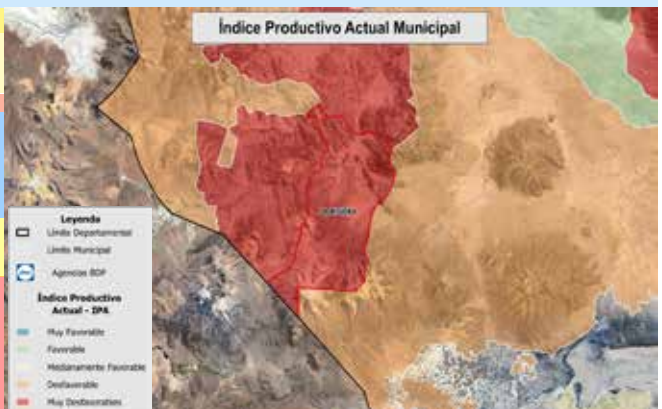 Índice Productivo Actual Municipal
Leyenda
Límite Departamental
Límite Municipal
Agencias BDP
Índice Productivo
Actual - IPA
Muy Favorable
Favorable
Medianamente Favorable
Desfavorable
Muy Desfavorable